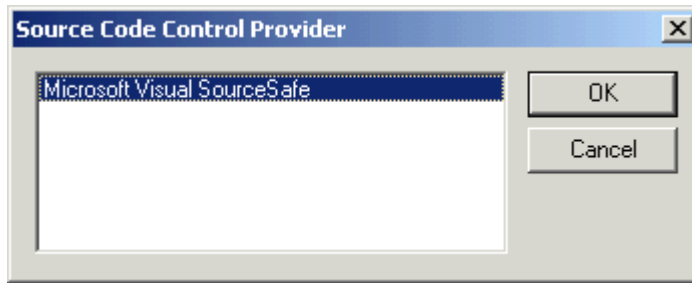 Source Code Control Provider
Microsoft Visual SourceSafe
OK
Cancel